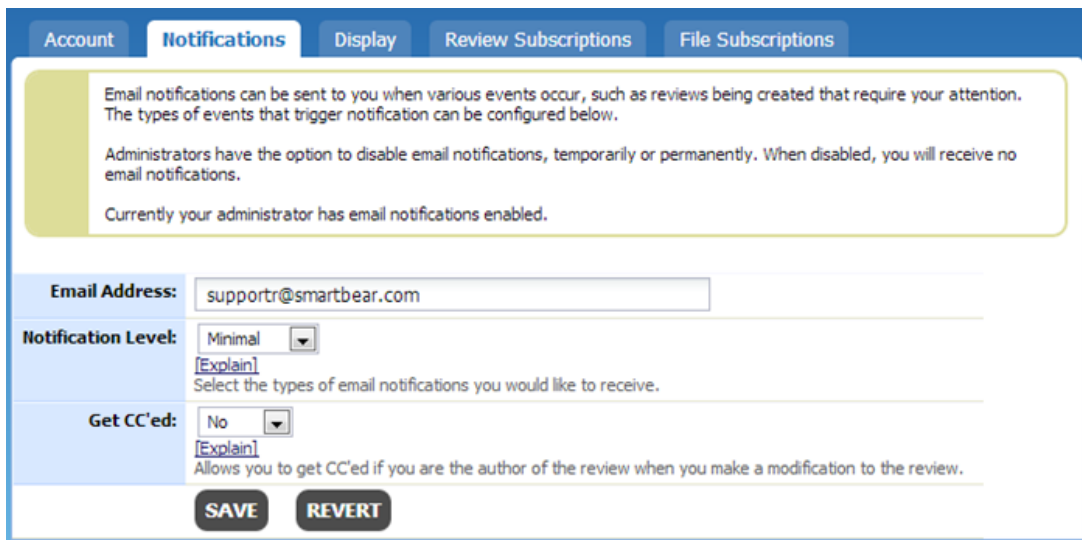 Account Notifications Display Review Subscriptions File Subscriptions
Email notifications can be sent to you when various events occur, such as reviews being created that require your attention.
The types of events that trigger notification can be configured below.
Administrators have the option to disable email notifications, temporarily or permanently. When disabled, you will receive no
email notifications.
Currently your administrator has email notifications enabled.
Email Address: supportr@smartbear.com
Notification Level: Minimal
[Explain]
Select the types of email notifications you would like to receive.
Get CC'ed: No
[Explain]
Allows you to get CC'ed if you are the author of the review when you make a modification to the review.
SAVE REVERT